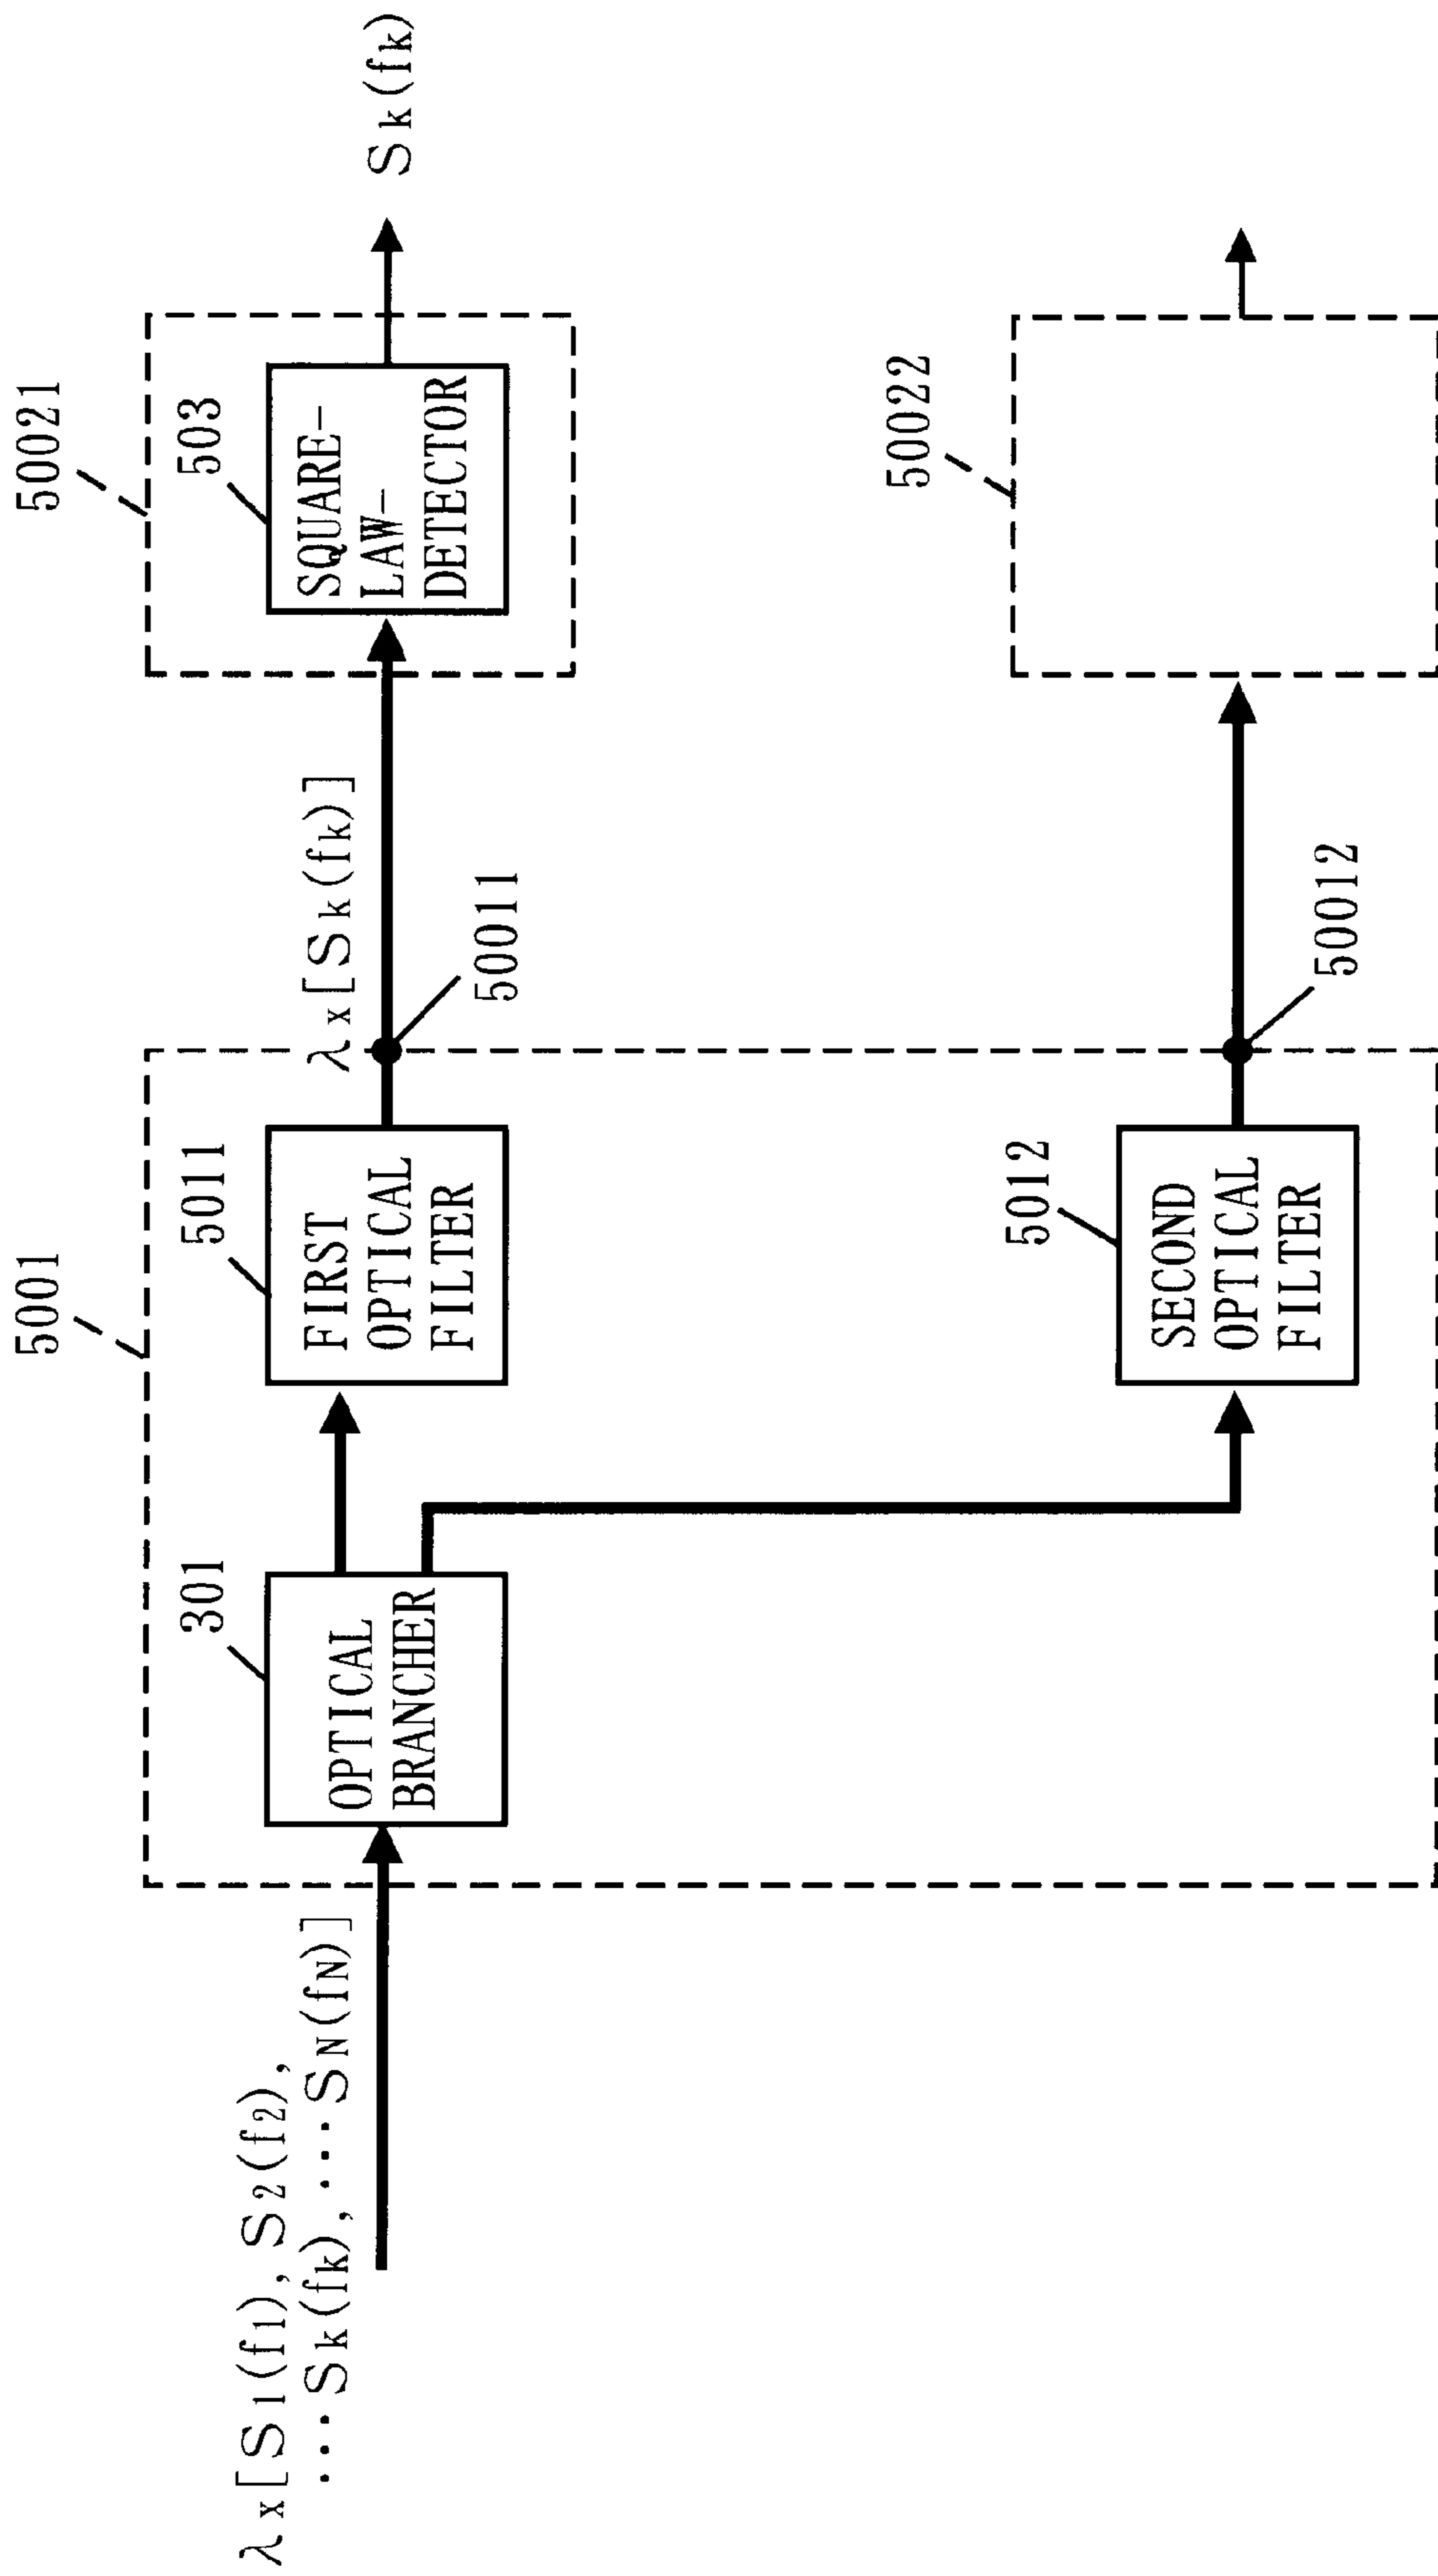 λx[S1(f1), S2(f2),
···Sk(fk), ···SN(fN)]
5001
301
OPTICAL
BRANCHER
5011
FIRST
OPTICAL
FILTER
λx[Sk(fk)]
50011
50021
503
SQUARE-
LAW-
DETECTOR
Sk(fk)
5012
SECOND
OPTICAL
FILTER
50012
50022